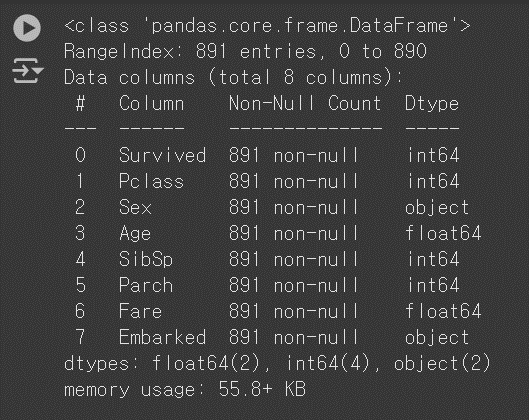 <class 'pandas.core.frame.DataFrame'>
RangeIndex: 891 entries, 0 to 890
Data columns (total 8 columns):
 #   Column    Non-Null Count  Dtype
---  ------    --------------  -----
 0   Survived  891 non-null    int64
 1   Pclass    891 non-null    int64
 2   Sex       891 non-null    object
 3   Age       891 non-null    float64
 4   SibSp     891 non-null    int64
 5   Parch     891 non-null    int64
 6   Fare      891 non-null    float64
 7   Embarked  891 non-null    object
dtypes: float64(2), int64(4), object(2)
memory usage: 55.8+ KB